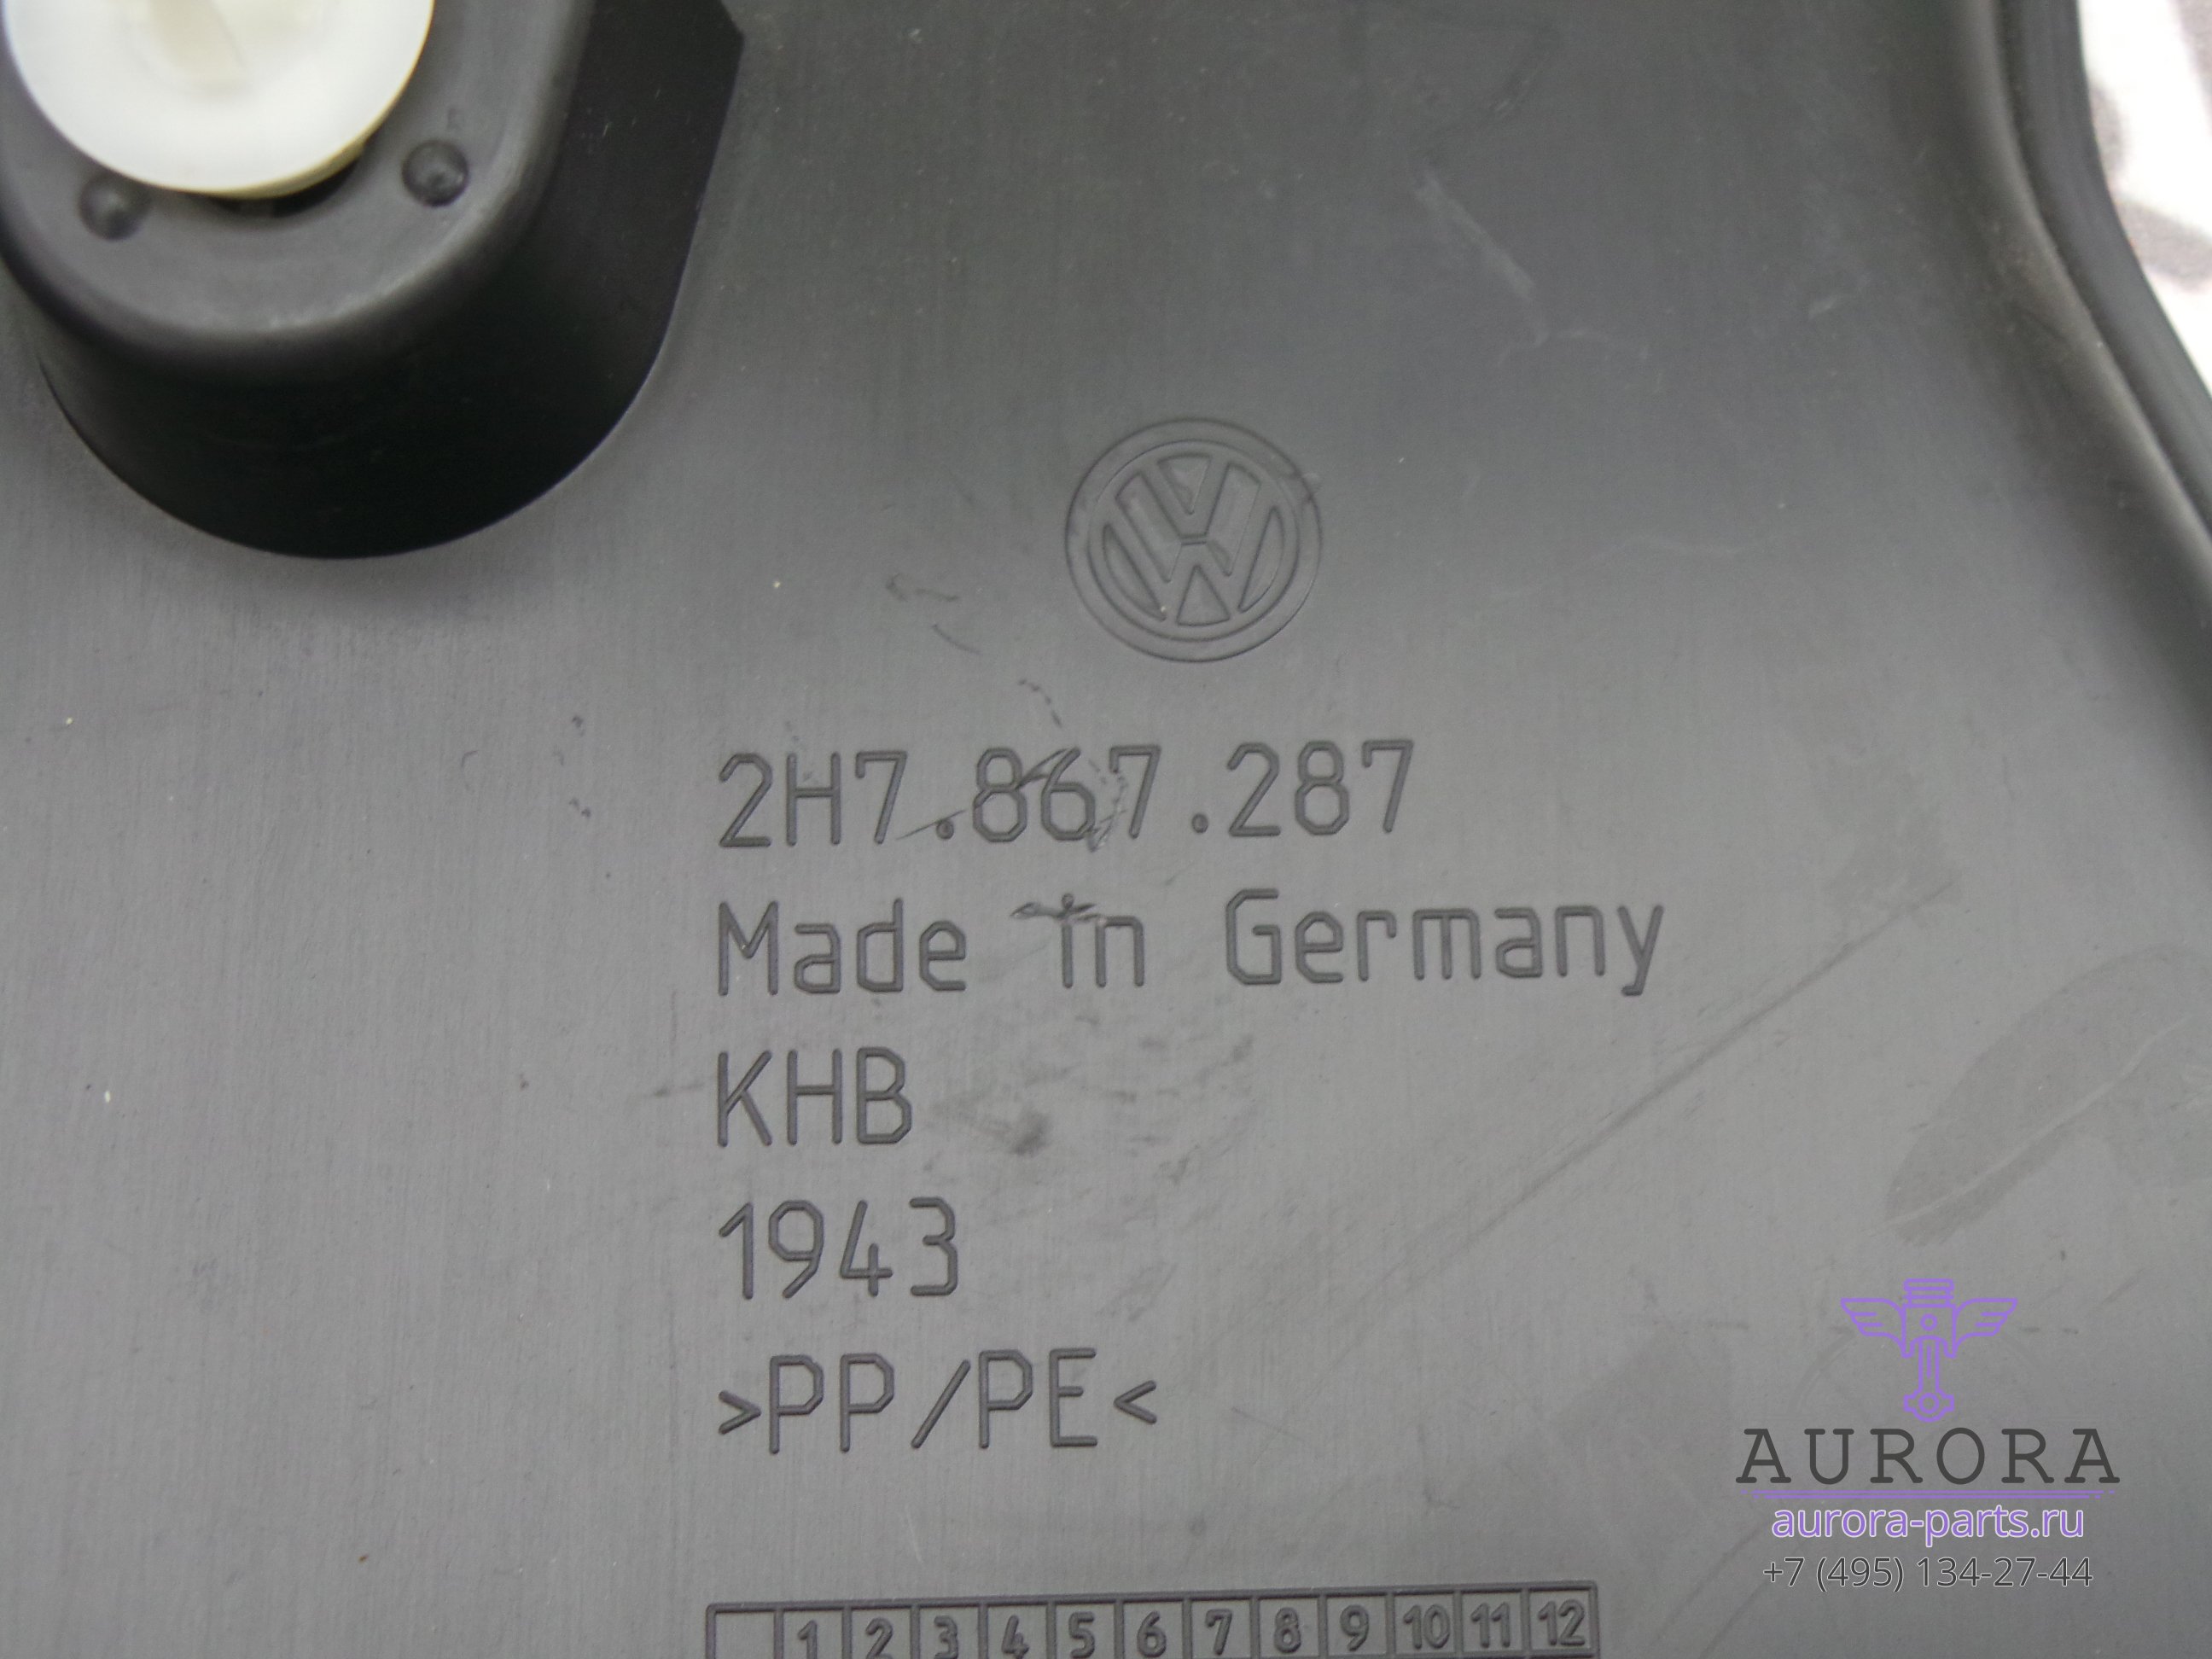 2H7.867.287
Made in Germany
KHB
1943
>PP/PE<
1 2 3 4 5 6 7 8 9 10 11 12
AURORA
aurora-parts.ru
+7 (495) 134-27-44